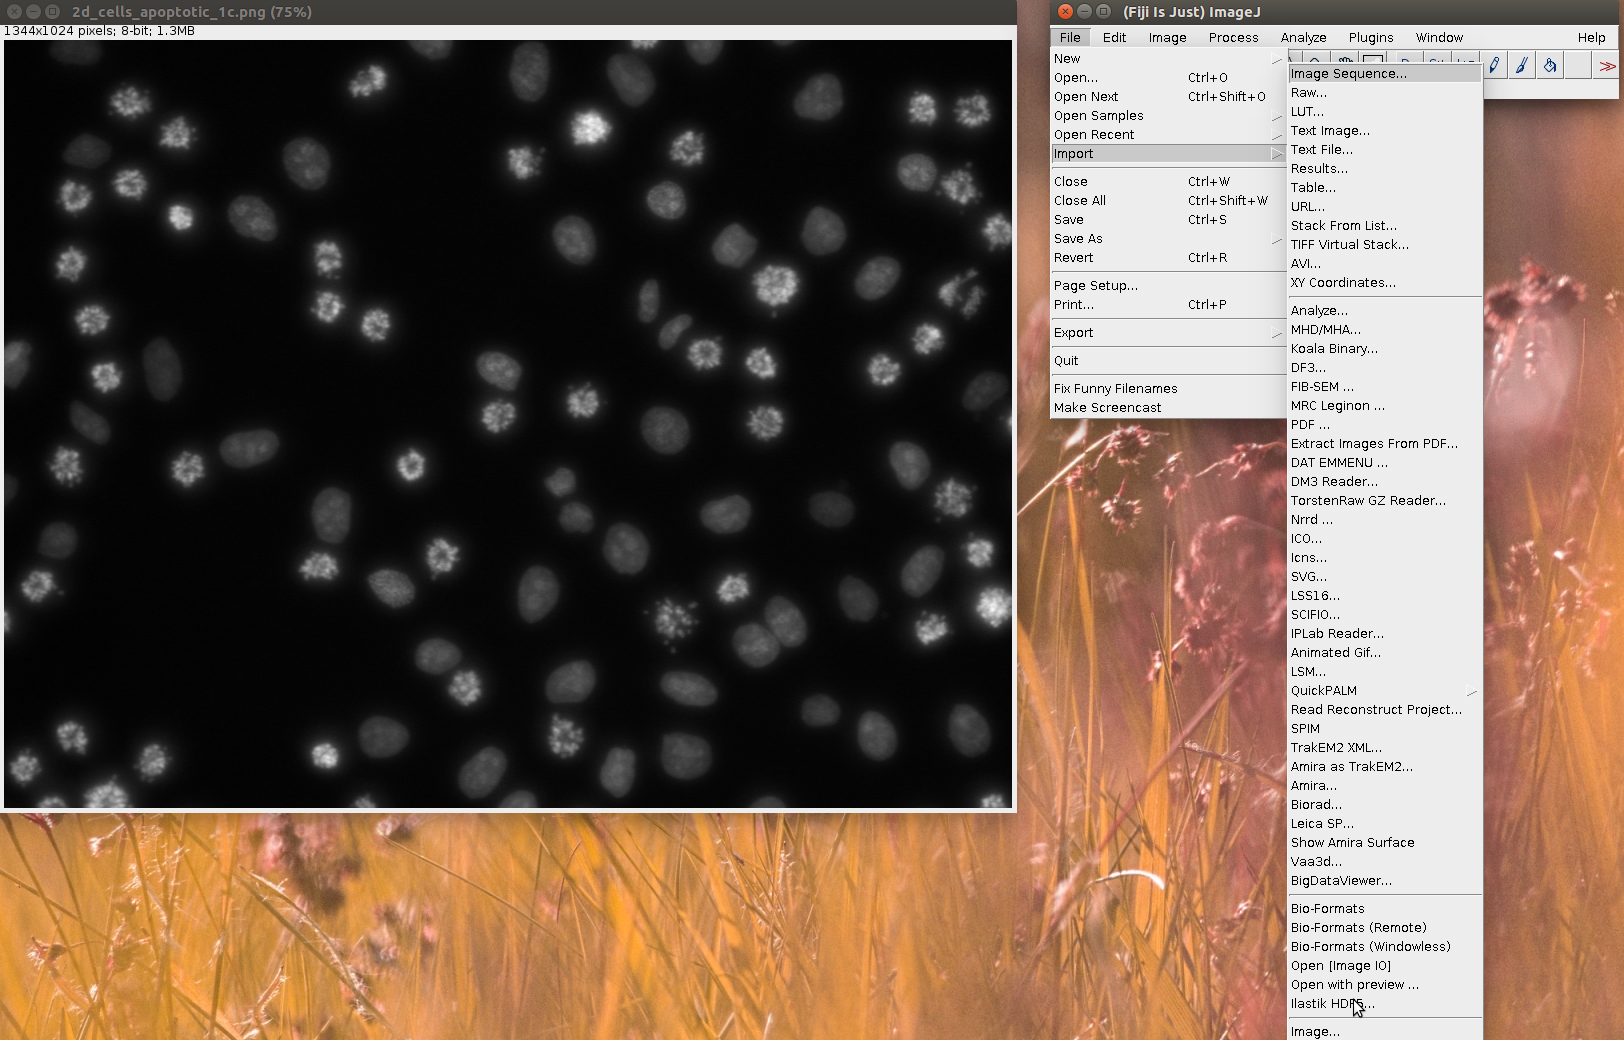 2d_cells_apoptotic_1c.png (75%)
1344x1024 pixels; 8-bit; 1.3MB
(Fiji Is Just) ImageJ
File Edit Image Process Analyze Plugins Window Help
New
Open... Ctrl+O
Open Next Ctrl+Shift+O
Open Samples
Open Recent
Import
Close Ctrl+W
Close All Ctrl+Shift+W
Save Ctrl+S
Save As
Revert Ctrl+R
Page Setup...
Print... Ctrl+P
Export
Quit
Fix Funny Filenames
Make Screencast
Image Sequence...
Raw...
LUT...
Text Image...
Text File...
Results...
Table...
URL...
Stack From List...
TIFF Virtual Stack...
AVI...
XY Coordinates...
Analyze...
MHD/MHA...
Koala Binary...
DF3...
FIB-SEM ...
MRC Leginon ...
PDF ...
Extract Images From PDF...
DAT EMMENU ...
DM3 Reader...
TorstenRaw GZ Reader...
Nrrd ...
ICO...
Icns...
SVG...
LSS16...
SCIFIO...
IPLab Reader...
Animated Gif...
LSM...
QuickPALM
Read Reconstruct Project...
SPIM
TrakEM2 XML...
Amira as TrakEM2...
Amira...
Biorad...
Leica SP...
Show Amira Surface
Vaa3d...
BigDataViewer...
Bio-Formats
Bio-Formats (Remote)
Bio-Formats (Windowless)
Open [Image IO]
Open with preview ...
Ilastik HDF5...
Image...